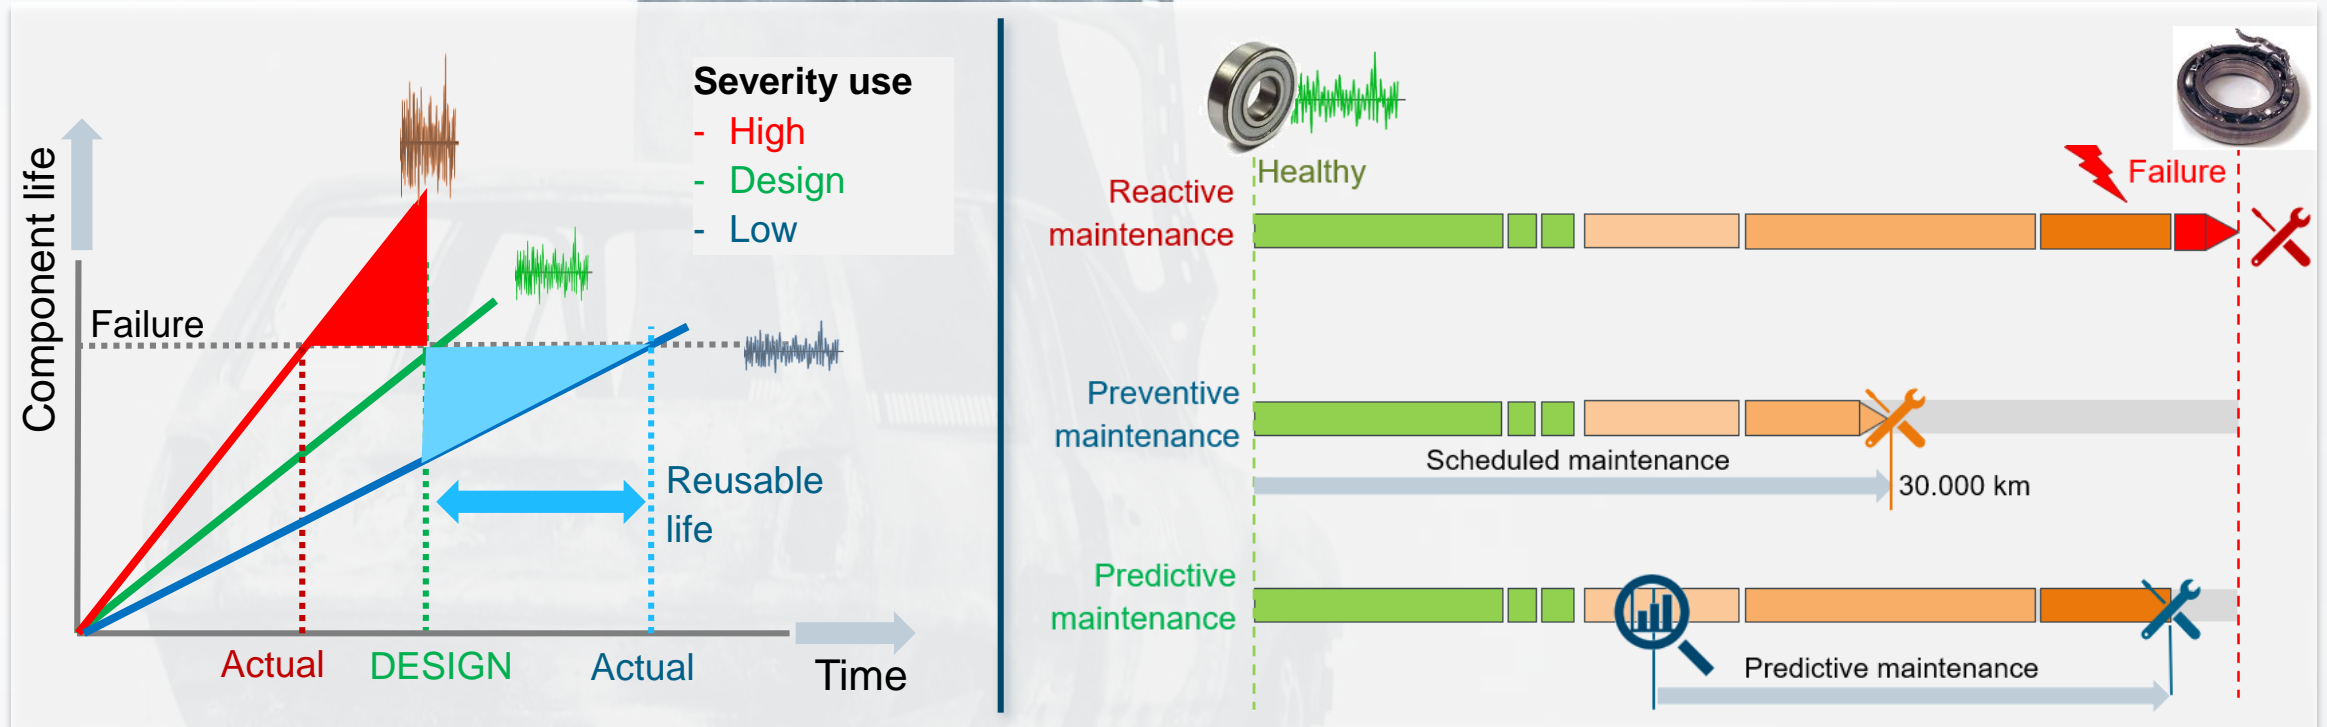 Component life
Failure
Severity use
- High
- Design
- Low
Reusable
life
Actual
DESIGN
Actual
Time
Healthy
Failure
Reactive
maintenance
Preventive
maintenance
Scheduled maintenance
30.000 km
Predictive
maintenance
Predictive maintenance